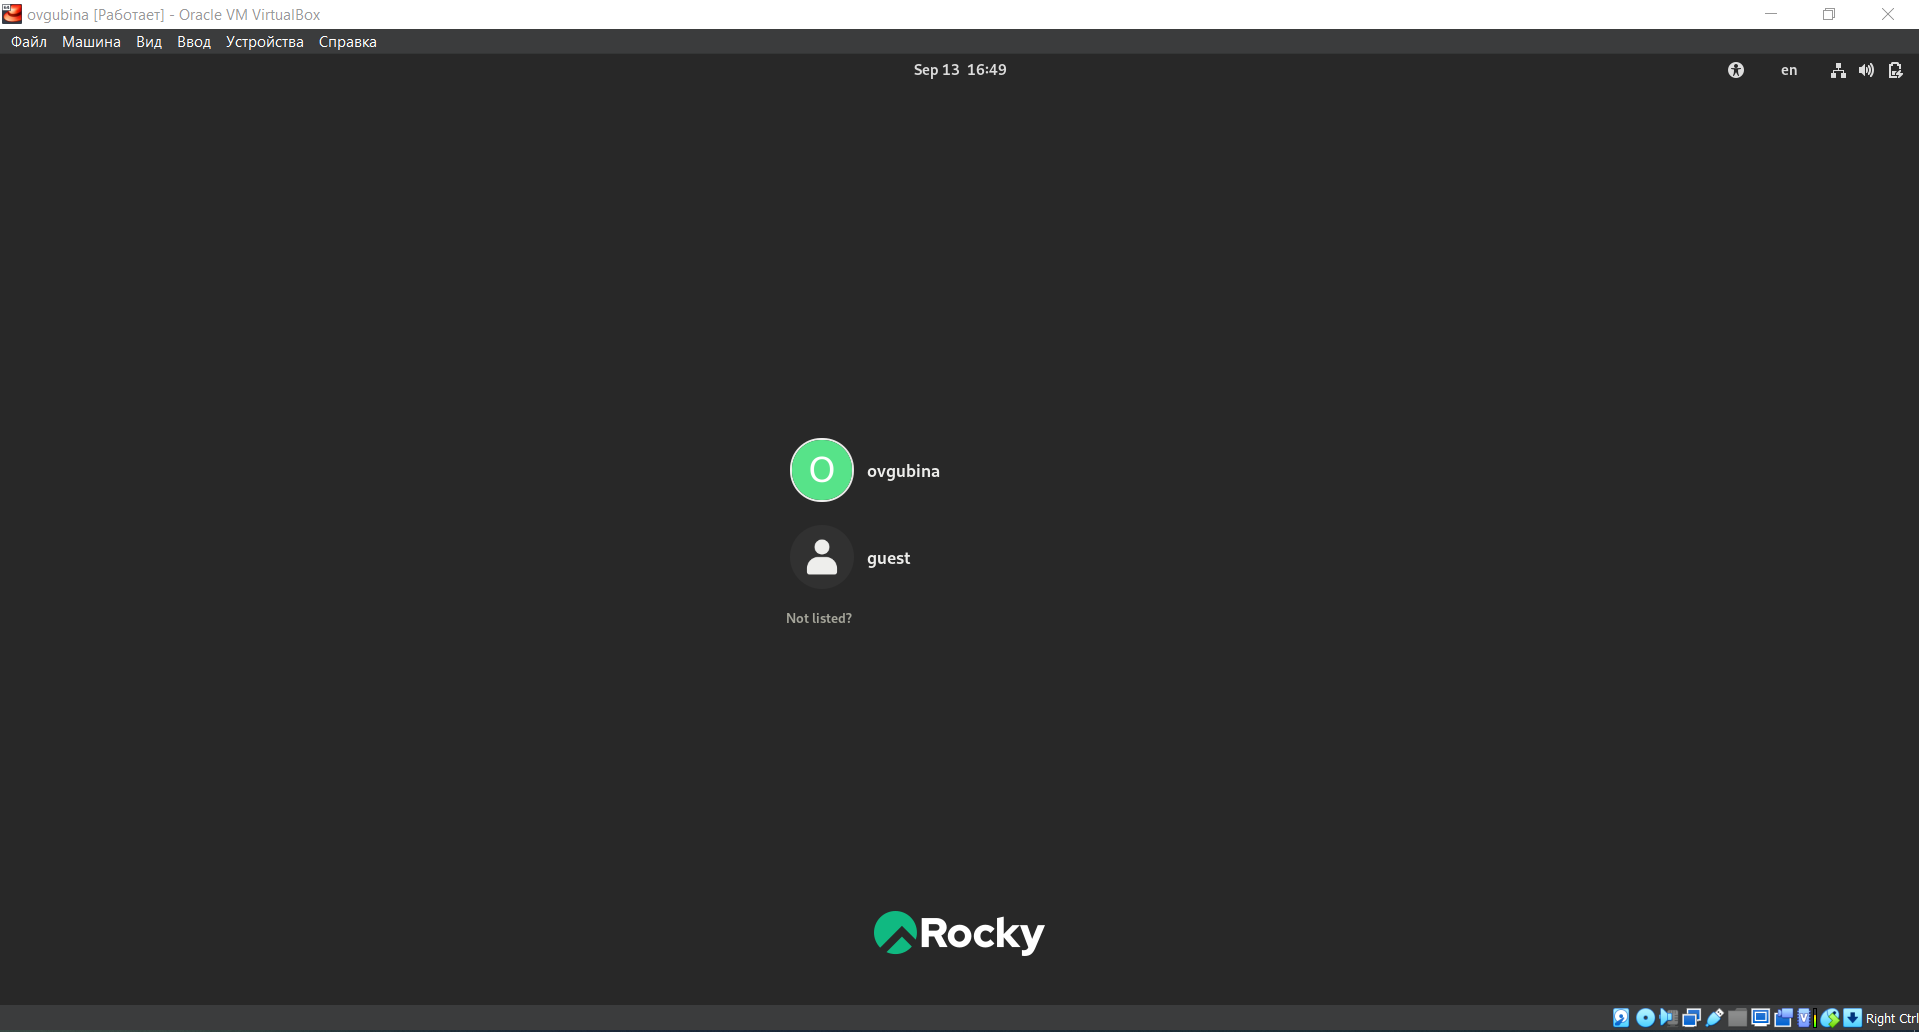 ovgubina [Работает] - Oracle VM VirtualBox
Файл Машина Вид Ввод Устройства Справка
Sep 13 16:49
en
O
ovgubina
guest
Not listed?
Rocky
V
Right Ctrl